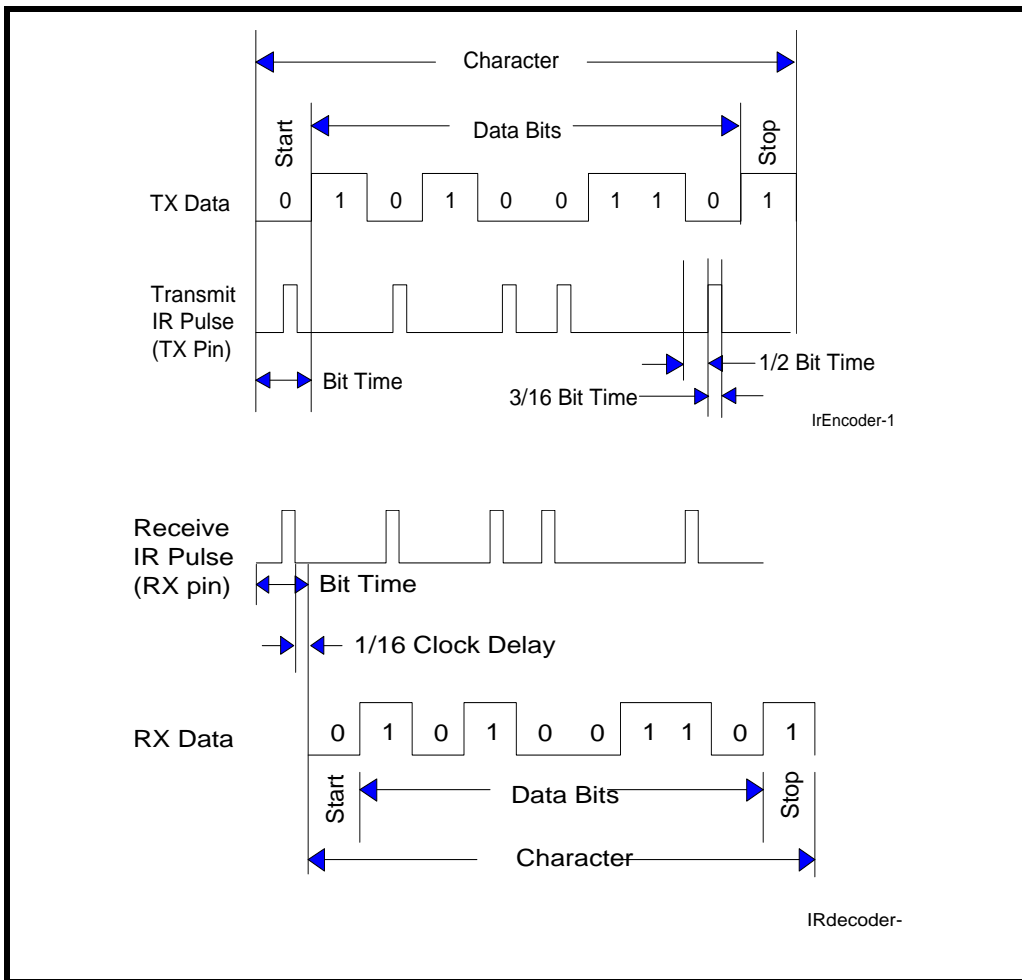 Character
Start
Data Bits
Stop
TX Data
0 1 0 1 0 0 1 1 0 1
Transmit
IR Pulse
(TX Pin)
Bit Time
1/2 Bit Time
3/16 Bit Time
IrEncoder-1
Receive
IR Pulse
(RX pin)
Bit Time
1/16 Clock Delay
RX Data
0 1 0 1 0 0 1 1 0 1
Start
Data Bits
Stop
Character
IRdecoder-